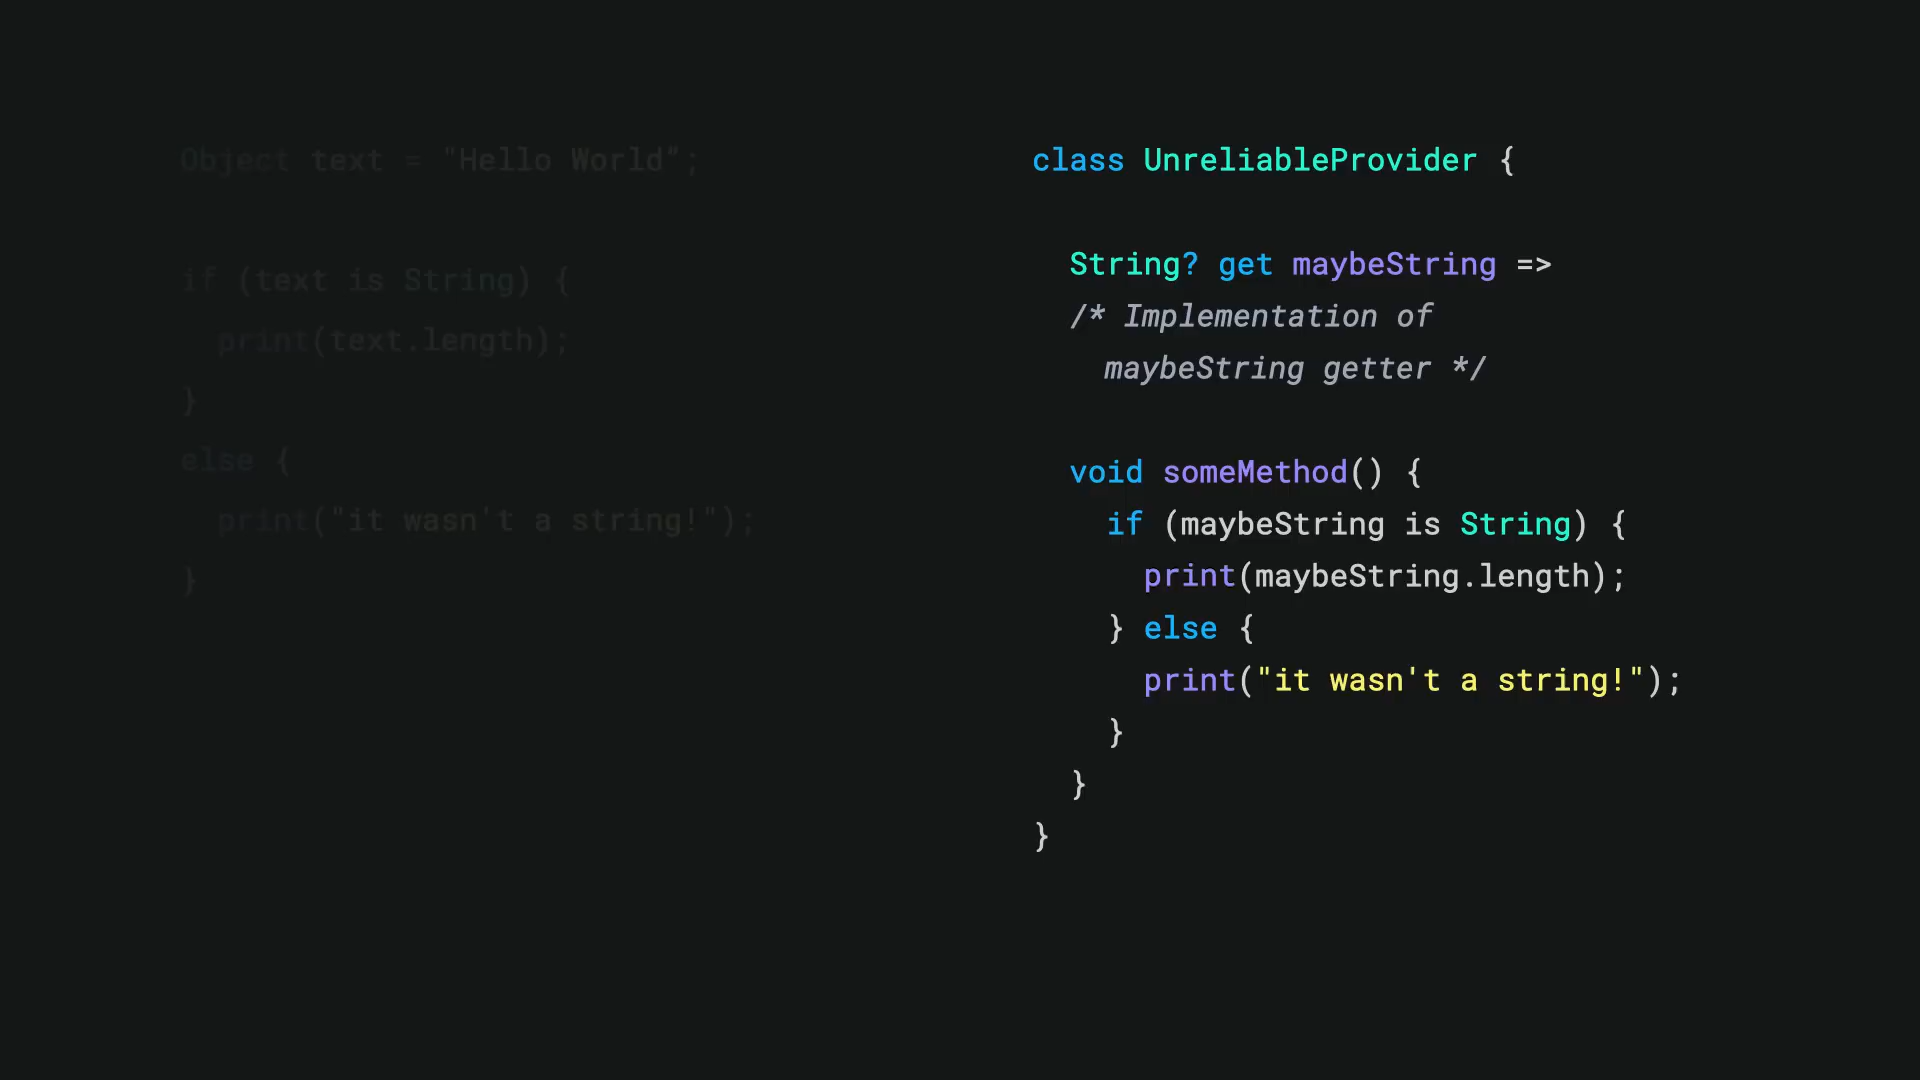 Object text = "Hello World";
if (text is String) {
print(text.length);
}
else {
print("it wasn't a string!");
}
class UnreliableProvider {
String? get maybeString =>
/* Implementation of
maybeString getter */
void someMethod() {
if (maybeString is String) {
print(maybeString.length);
} else {
print("it wasn't a string!");
}
}
}